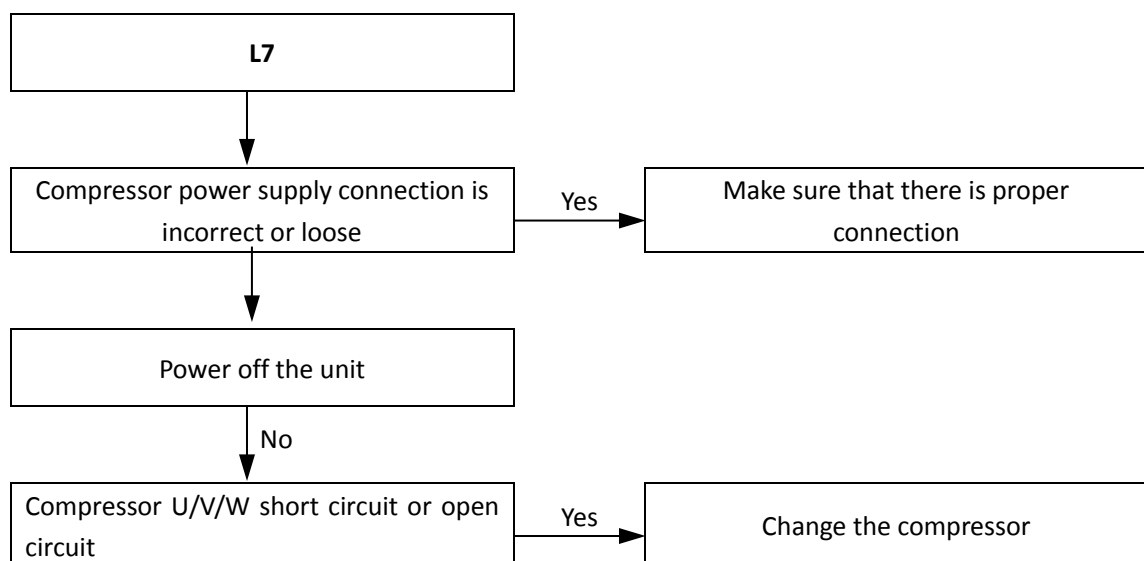 L7
Compressor power supply connection is
incorrect or loose
Yes
Make sure that there is proper
connection
Power off the unit
No
Compressor U/V/W short circuit or open
circuit
Yes
Change the compressor